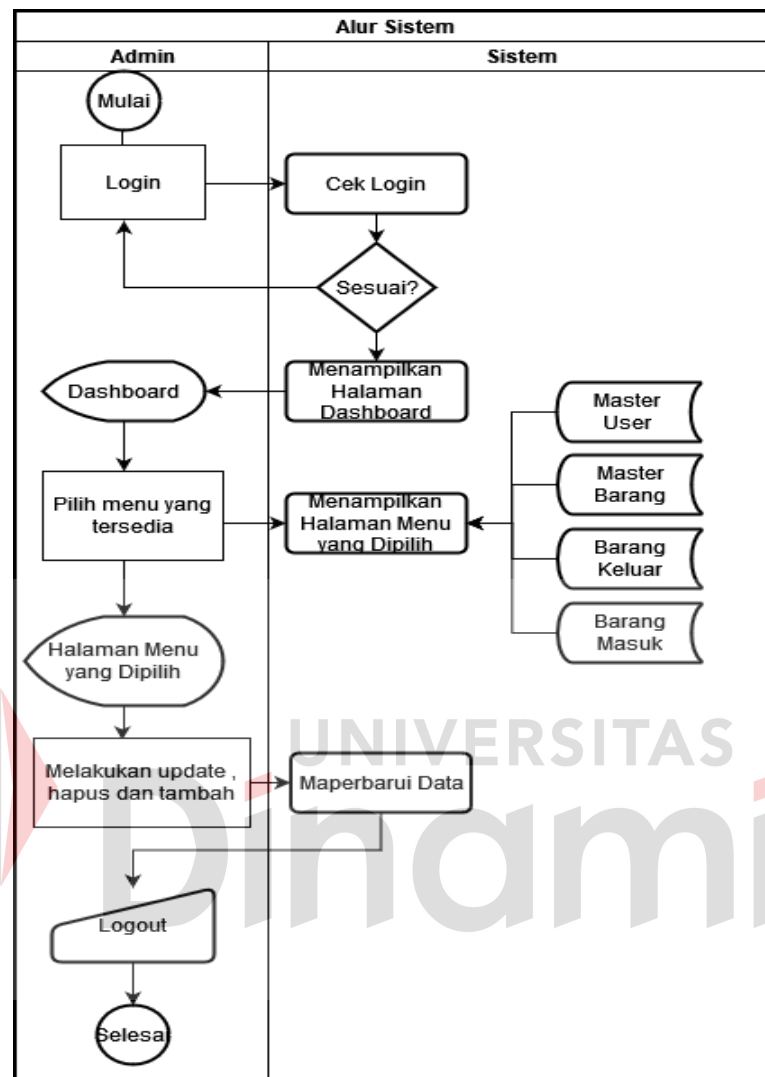 Alur Sistem
Admin
Sistem
Mulai
Login
Cek Login
Sesuai?
Menampilkan
Halaman
Dashboard
Dashboard
Master
User
Master
Barang
Pilih menu yang
tersedia
Menampilkan
Halaman Menu
yang Dipilih
Barang
Keluar
Barang
Masuk
Halaman Menu
yang Dipilih
UNIVERSITAS
Dinami
Melakukan update ,
hapus dan tambah
Maperbarui Data
Logout
Selesai